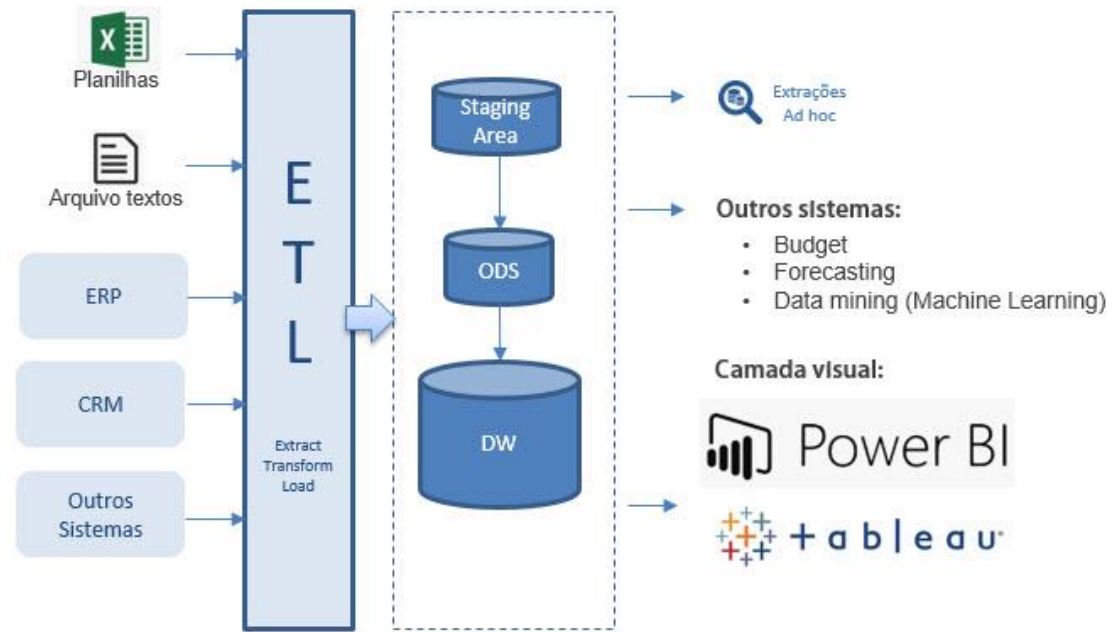 Planilhas
Arquivo textos
ERP
CRM
Outros
Sistemas
E
T
L
Extract
Transform
Load
Staging
Area
ODS
DW
Extrações
Ad hoc
Outros sistemas:
• Budget
• Forecasting
• Data mining (Machine Learning)
Camada visual:
Power BI
+ a b l e a u